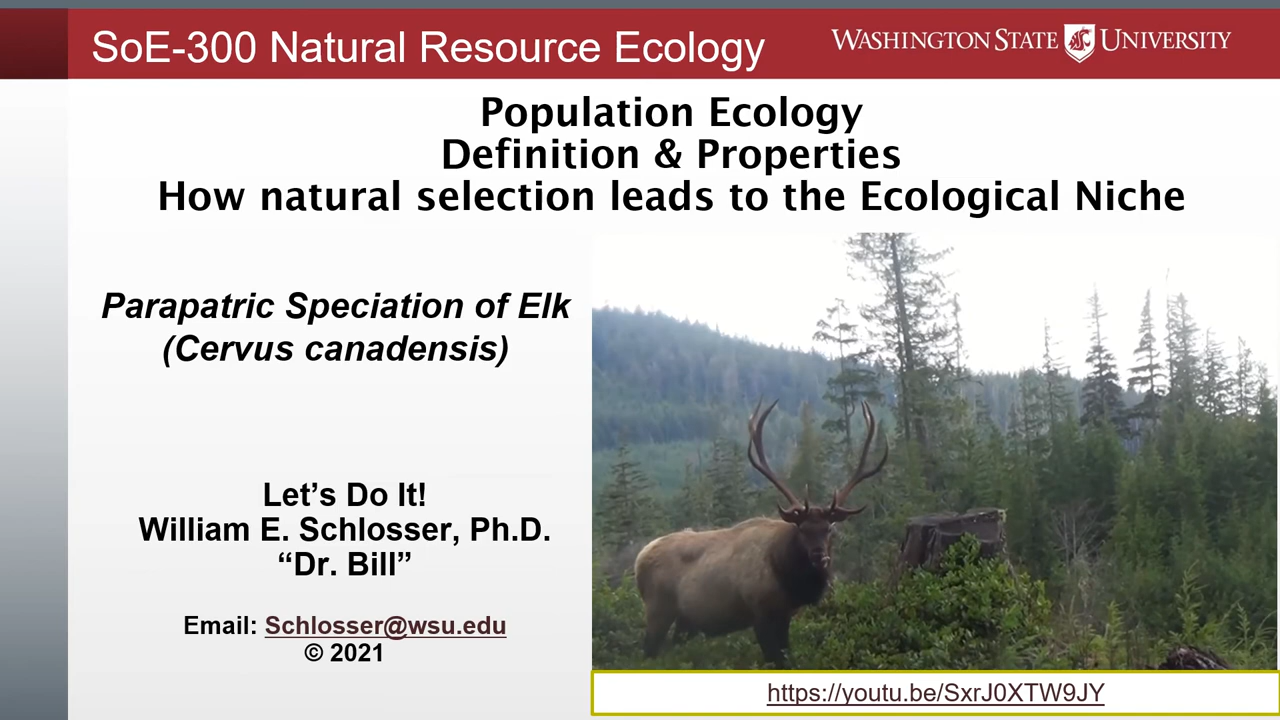 SoE-300 Natural Resource Ecology
WASHINGTON STATE UNIVERSITY
Population Ecology
Definition & Properties
How natural selection leads to the Ecological Niche
Parapatric Speciation of Elk
(Cervus canadensis)
Let’s Do It!
William E. Schlosser, Ph.D.
“Dr. Bill”
Email: Schlosser@wsu.edu
© 2021
https://youtu.be/SxrJ0XTW9JY